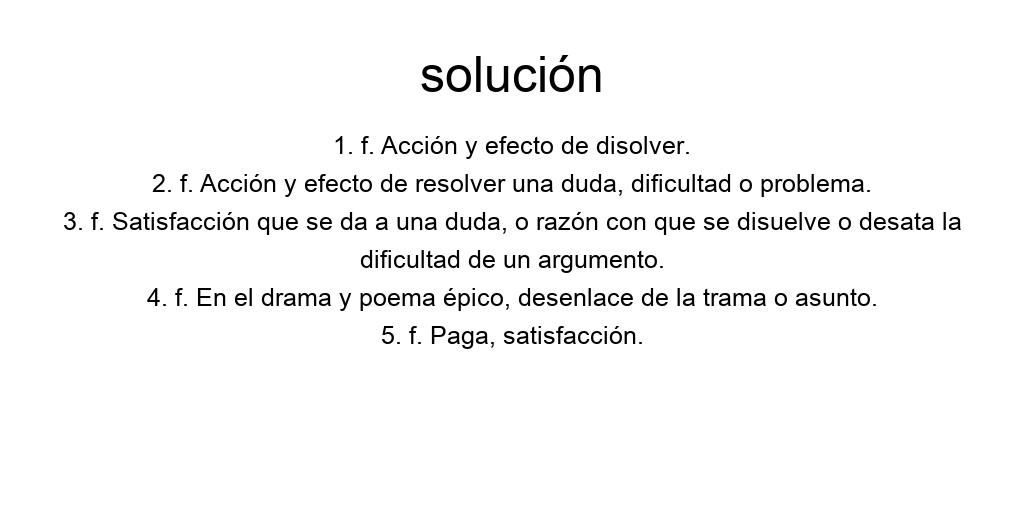 solución
1. f. Acción y efecto de disolver.
2. f. Acción y efecto de resolver una duda, dificultad o problema.
3. f. Satisfacción que se da a una duda, o razón con que se disuelve o desata la
dificultad de un argumento.
4. f. En el drama y poema épico, desenlace de la trama o asunto.
5. f. Paga, satisfacción.